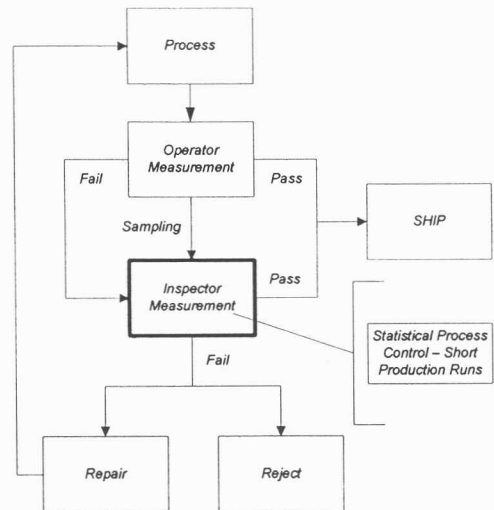 Process
Operator
Measurement
Fail
Pass
Sampling
SHIP
Inspector
Measurement
Pass
Statistical Process
Control – Short
Production Runs
Fail
Repair
Reject